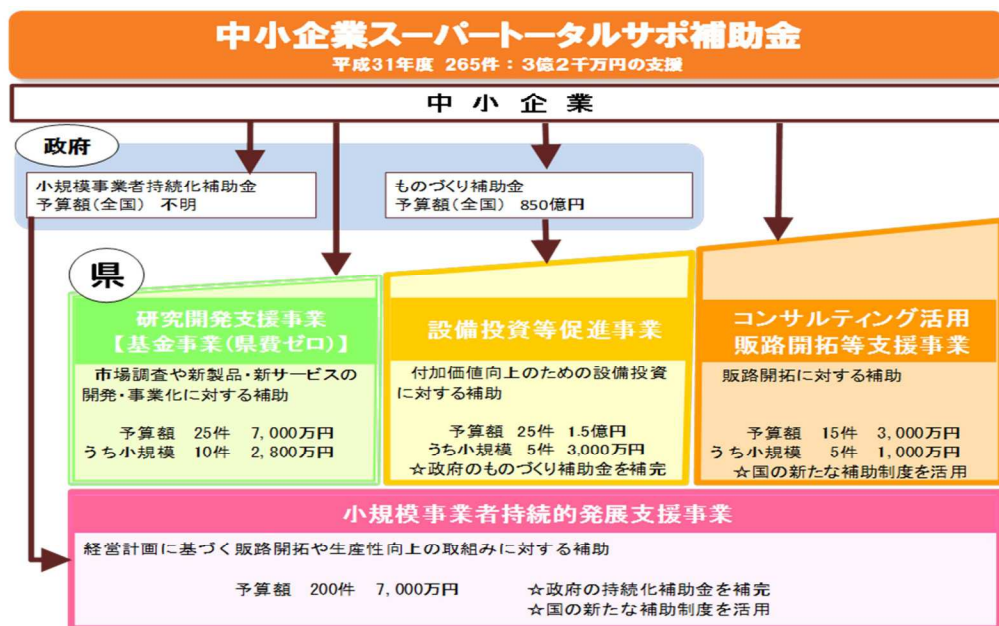 中小企業スーパートータルサポ補助金
平成31年度 265件：3億2千万円の支援
中小企業
政府
小規模事業者持続化補助金
予算額(全国) 不明
ものづくり補助金
予算額(全国) 850億円
県
研究開発支援事業
【基金事業(県費ゼロ)】
市場調査や新製品・新サービスの
開発・事業化に対する補助
予算額 25件 7,000万円
うち小規模 10件 2,800万円
設備投資等促進事業
付加価値向上のための設備投資
に対する補助
予算額 25件 1.5億円
うち小規模 5件 3,000万円
☆政府のものづくり補助金を補完
コンサルティング活用
販路開拓等支援事業
販路開拓に対する補助
予算額 15件 3,000万円
うち小規模 5件 1,000万円
☆国の新たな補助制度を活用
小規模事業者持続的発展支援事業
経営計画に基づく販路開拓や生産性向上の取組みに対する補助
予算額 200件 7,000万円 ☆政府の持続化補助金を補完
☆国の新たな補助制度を活用